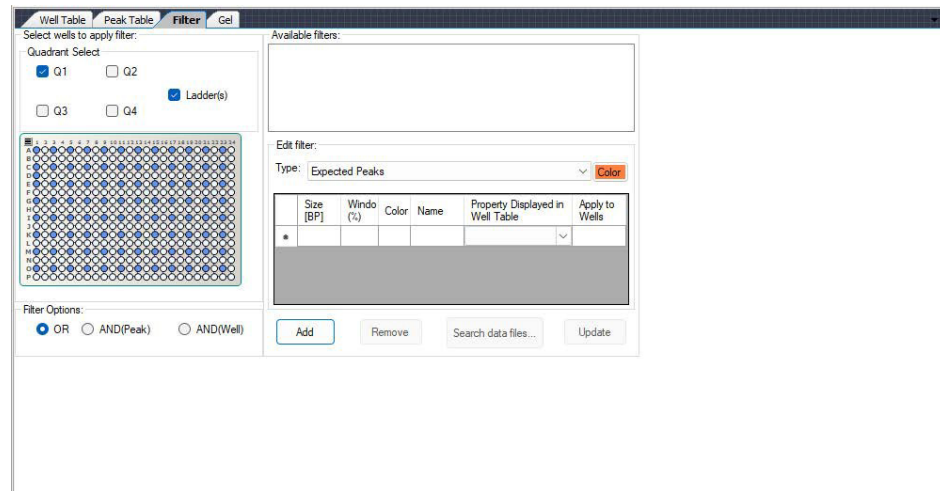 Well Table Peak Table Filter Gel
Select wells to apply filter:
Quadrant Select
Q1 Q2
Ladder(s)
Q3 Q4
A
B
C
D
E
F
G
H
I
J
K
L
M
N
O
P
Filter Options:
OR AND(Peak) AND(Well)
Available filters:
Edit filter:
Type: Expected Peaks Color
Size [BP] Windo (%) Color Name Property Displayed in Well Table Apply to Wells
Add Remove Search data files... Update